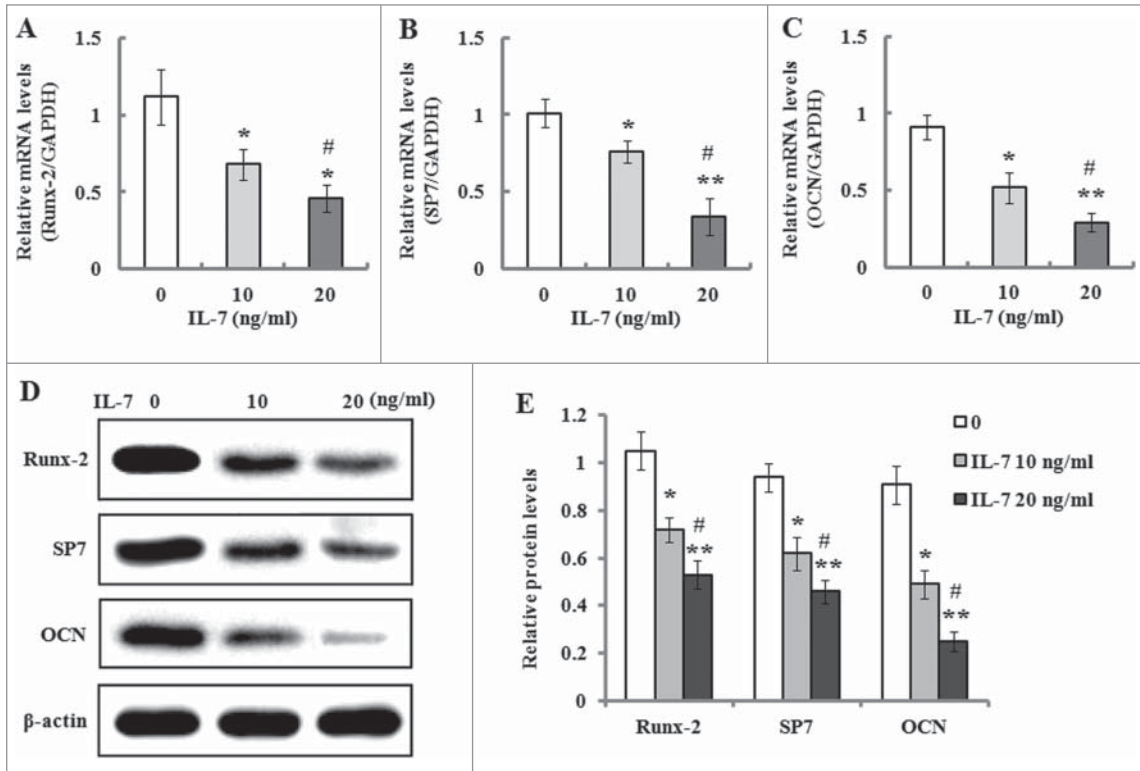 A
Relative mRNA levels
(Runx-2/GAPDH)
1.5
1
0.5
0
*
#
*
0 10 20
IL-7 (ng/ml)
B
Relative mRNA levels
(SP7/GAPDH)
1.5
1
0.5
0
*
#
**
0 10 20
IL-7 (ng/ml)
C
Relative mRNA levels
(OCN/GAPDH)
1.5
1
0.5
0
*
#
**
0 10 20
IL-7 (ng/ml)
D
IL-7 0 10 20 (ng/ml)
Runx-2
SP7
OCN
β-actin
E
Relative protein levels
1.2
1
0.8
0.6
0.4
0.2
0
*
#
**
*
#
**
*
#
**
Runx-2 SP7 OCN
0
IL-7 10 ng/ml
IL-7 20 ng/ml